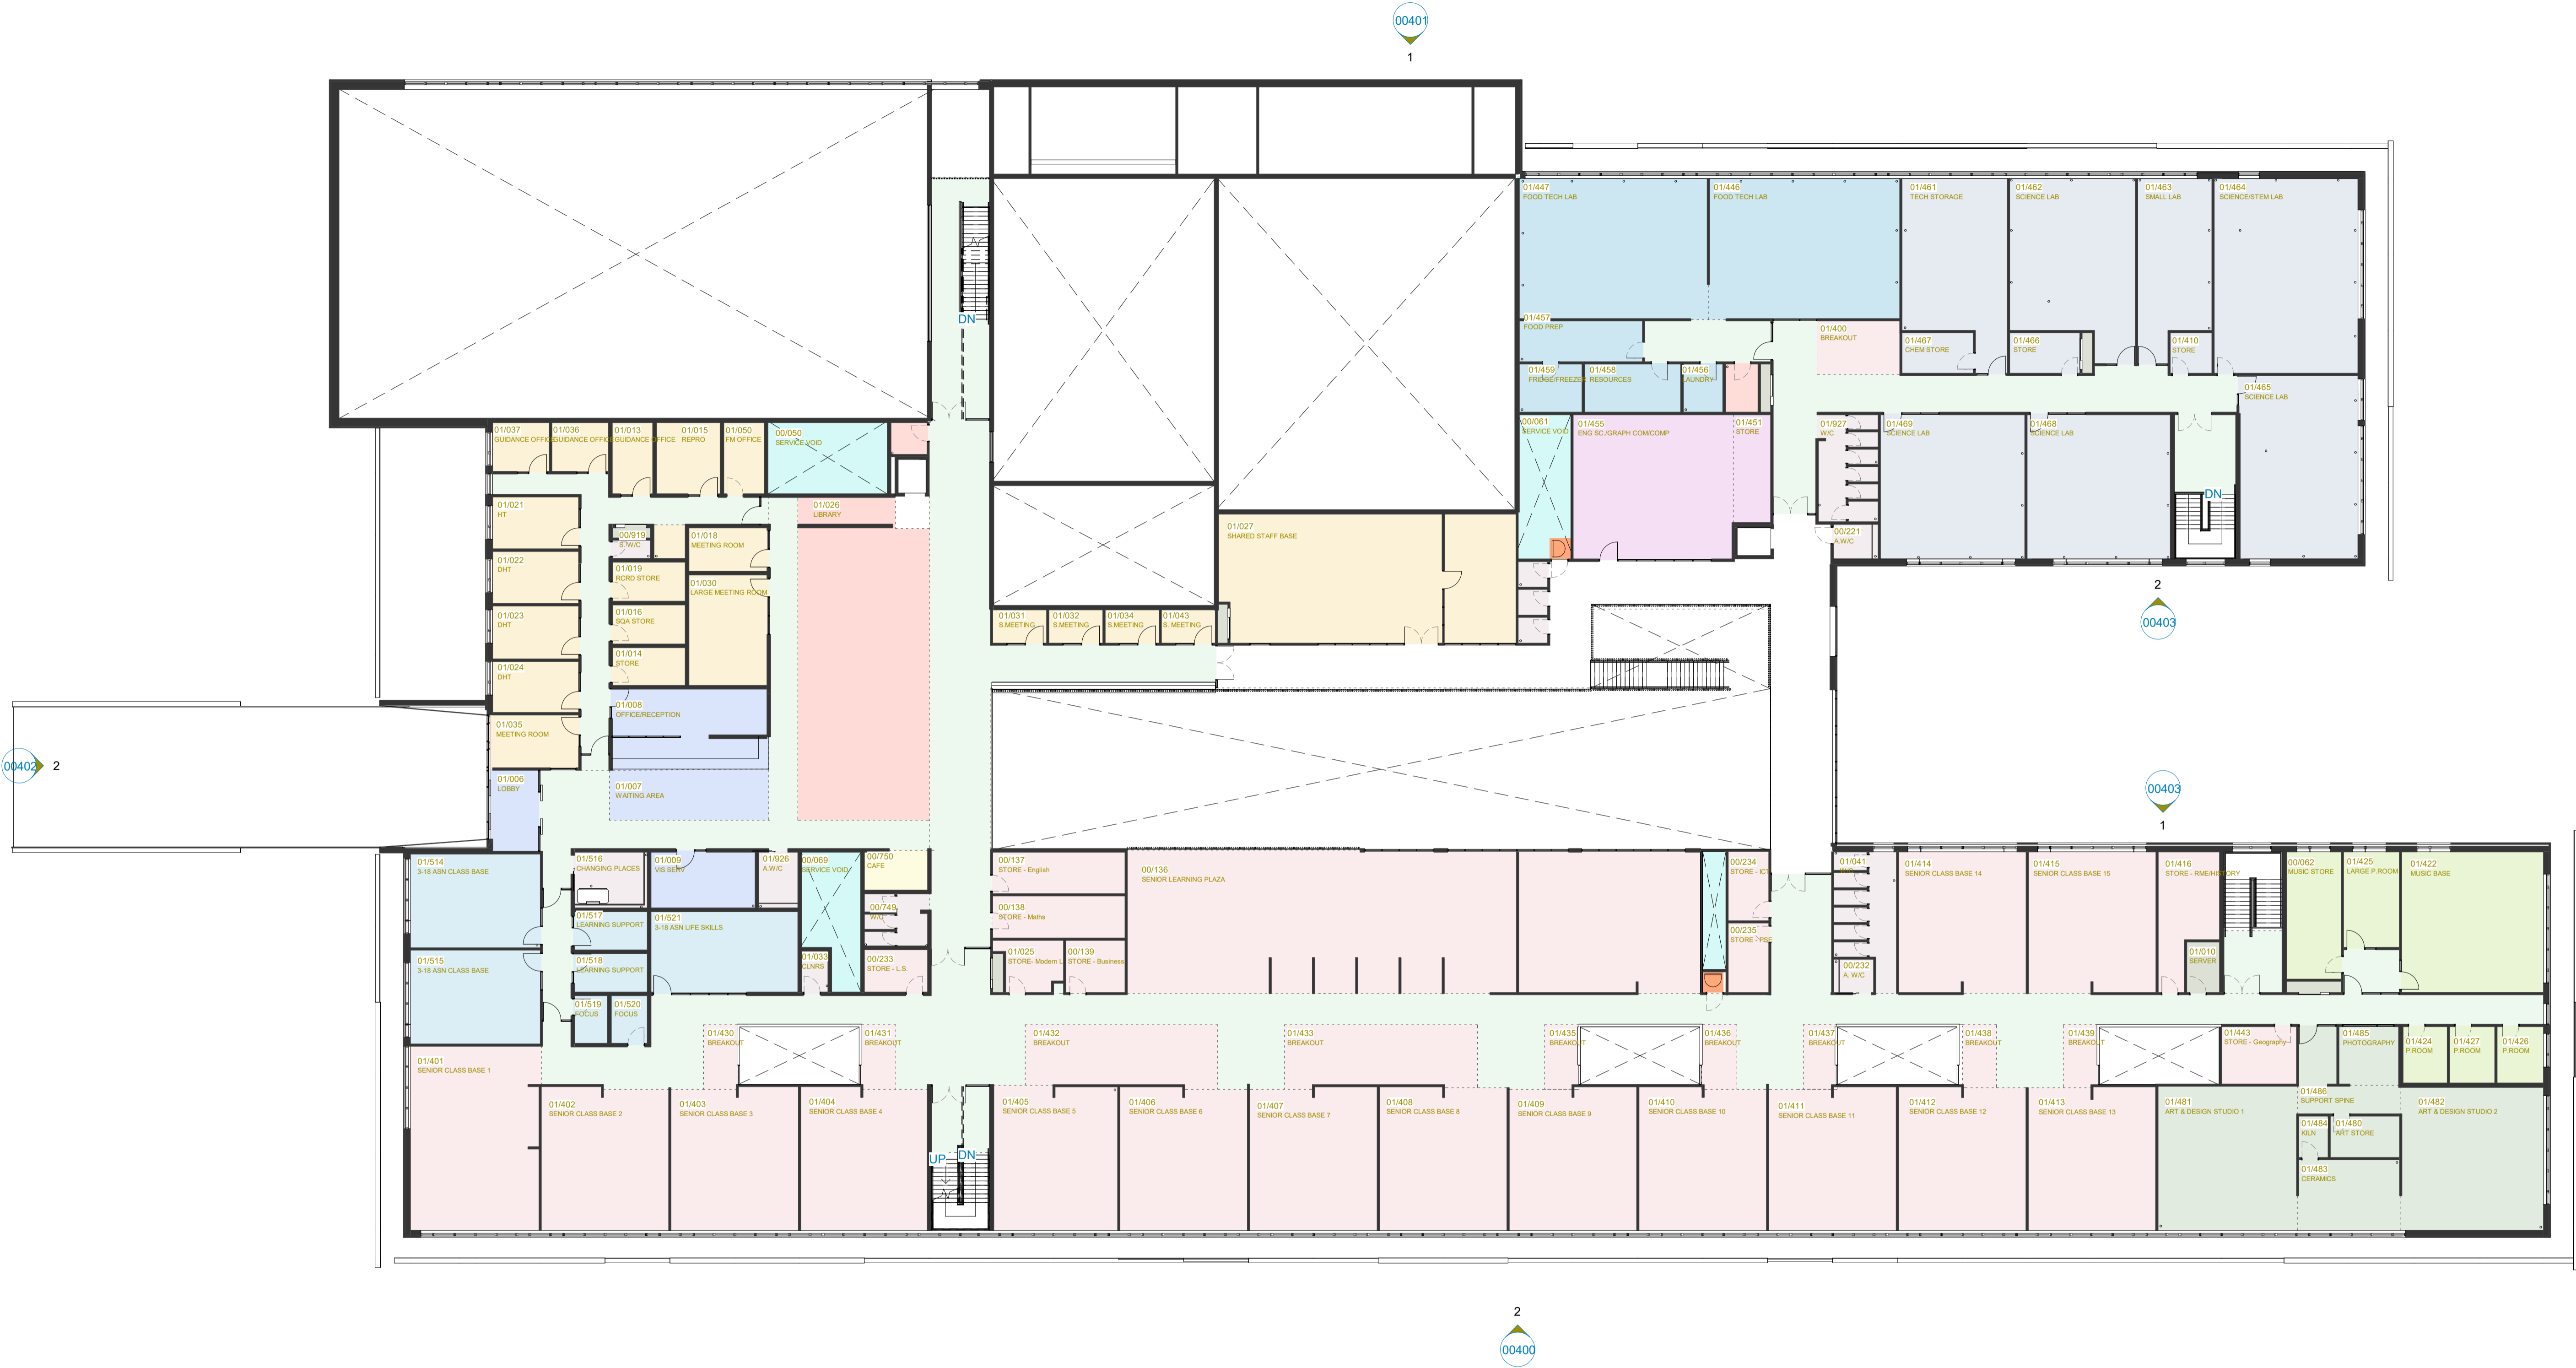 00401
1
01/447
FOOD TECH LAB
01/446
FOOD TECH LAB
01/461
TECH STORAGE
01/462
SCIENCE LAB
01/463
SMALL LAB
01/464
SCIENCE/STEM LAB
DN
01/457
FOOD PREP
01/400
BREAKOUT
01/467
CHEM STORE
01/466
STORE
01/410
STORE
01/459
FRIDGE/FREEZER
01/458
RESOURCES
01/456
LAUNDRY
01/465
SCIENCE LAB
01/037
GUIDANCE OFFICE
01/036
GUIDANCE OFFICE
01/013
GUIDANCE OFFICE
01/015
REPRO
01/050
FM OFFICE
00/050
SERVICE VOID
00/061
SERVICE VOID
01/455
ENG SC./GRAPH COM/COMP
01/451
STORE
01/927
W/C
01/469
SCIENCE LAB
01/468
SCIENCE LAB
DN
01/021
HT
01/026
LIBRARY
00/919
S. W/C
01/018
MEETING ROOM
01/027
SHARED STAFF BASE
00/221
A.W/C
01/022
DHT
01/019
RCRD STORE
01/030
LARGE MEETING ROOM
2
00403
01/023
DHT
01/016
SQA STORE
01/031
S.MEETING
01/032
S.MEETING
01/034
S.MEETING
01/043
S. MEETING
01/024
DHT
01/014
STORE
01/008
OFFICE/RECEPTION
01/035
MEETING ROOM
00402
2
01/006
LOBBY
01/007
WAITING AREA
00403
1
01/514
3-18 ASN CLASS BASE
01/516
CHANGING PLACES
01/009
VIS SERV
01/926
A.W/C
00/069
SERVICE VOID
00/750
CAFE
00/137
STORE - English
00/136
SENIOR LEARNING PLAZA
00/234
STORE - ICT
01/041
01/414
SENIOR CLASS BASE 14
01/415
SENIOR CLASS BASE 15
01/416
STORE - RME/HISTORY
00/062
MUSIC STORE
01/425
LARGE P.ROOM
01/422
MUSIC BASE
01/517
LEARNING SUPPORT
01/521
3-18 ASN LIFE SKILLS
00/749
W/C
00/138
STORE - Maths
00/235
STORE - PSE
01/515
3-18 ASN CLASS BASE
01/518
LEARNING SUPPORT
01/033
CLNRS
00/233
STORE - L.S.
01/025
STORE- Modern L
00/139
STORE - Business
00/232
A. W/C
01/010
SERVER
01/519
FOCUS
01/520
FOCUS
01/430
BREAKOUT
01/431
BREAKOUT
01/432
BREAKOUT
01/433
BREAKOUT
01/435
BREAKOUT
01/436
BREAKOUT
01/437
BREAKOUT
01/438
BREAKOUT
01/439
BREAKOUT
01/443
STORE - Geography
01/485
PHOTOGRAPHY
01/424
P.ROOM
01/427
P.ROOM
01/426
P.ROOM
01/401
SENIOR CLASS BASE 1
01/402
SENIOR CLASS BASE 2
01/403
SENIOR CLASS BASE 3
01/404
SENIOR CLASS BASE 4
01/405
SENIOR CLASS BASE 5
01/406
SENIOR CLASS BASE 6
01/407
SENIOR CLASS BASE 7
01/408
SENIOR CLASS BASE 8
01/409
SENIOR CLASS BASE 9
01/410
SENIOR CLASS BASE 10
01/411
SENIOR CLASS BASE 11
01/412
SENIOR CLASS BASE 12
01/413
SENIOR CLASS BASE 13
01/481
ART & DESIGN STUDIO 1
01/486
SUPPORT SPINE
01/482
ART & DESIGN STUDIO 2
01/484
KILN
01/480
ART STORE
01/483
CERAMICS
UP
DN
2
00400